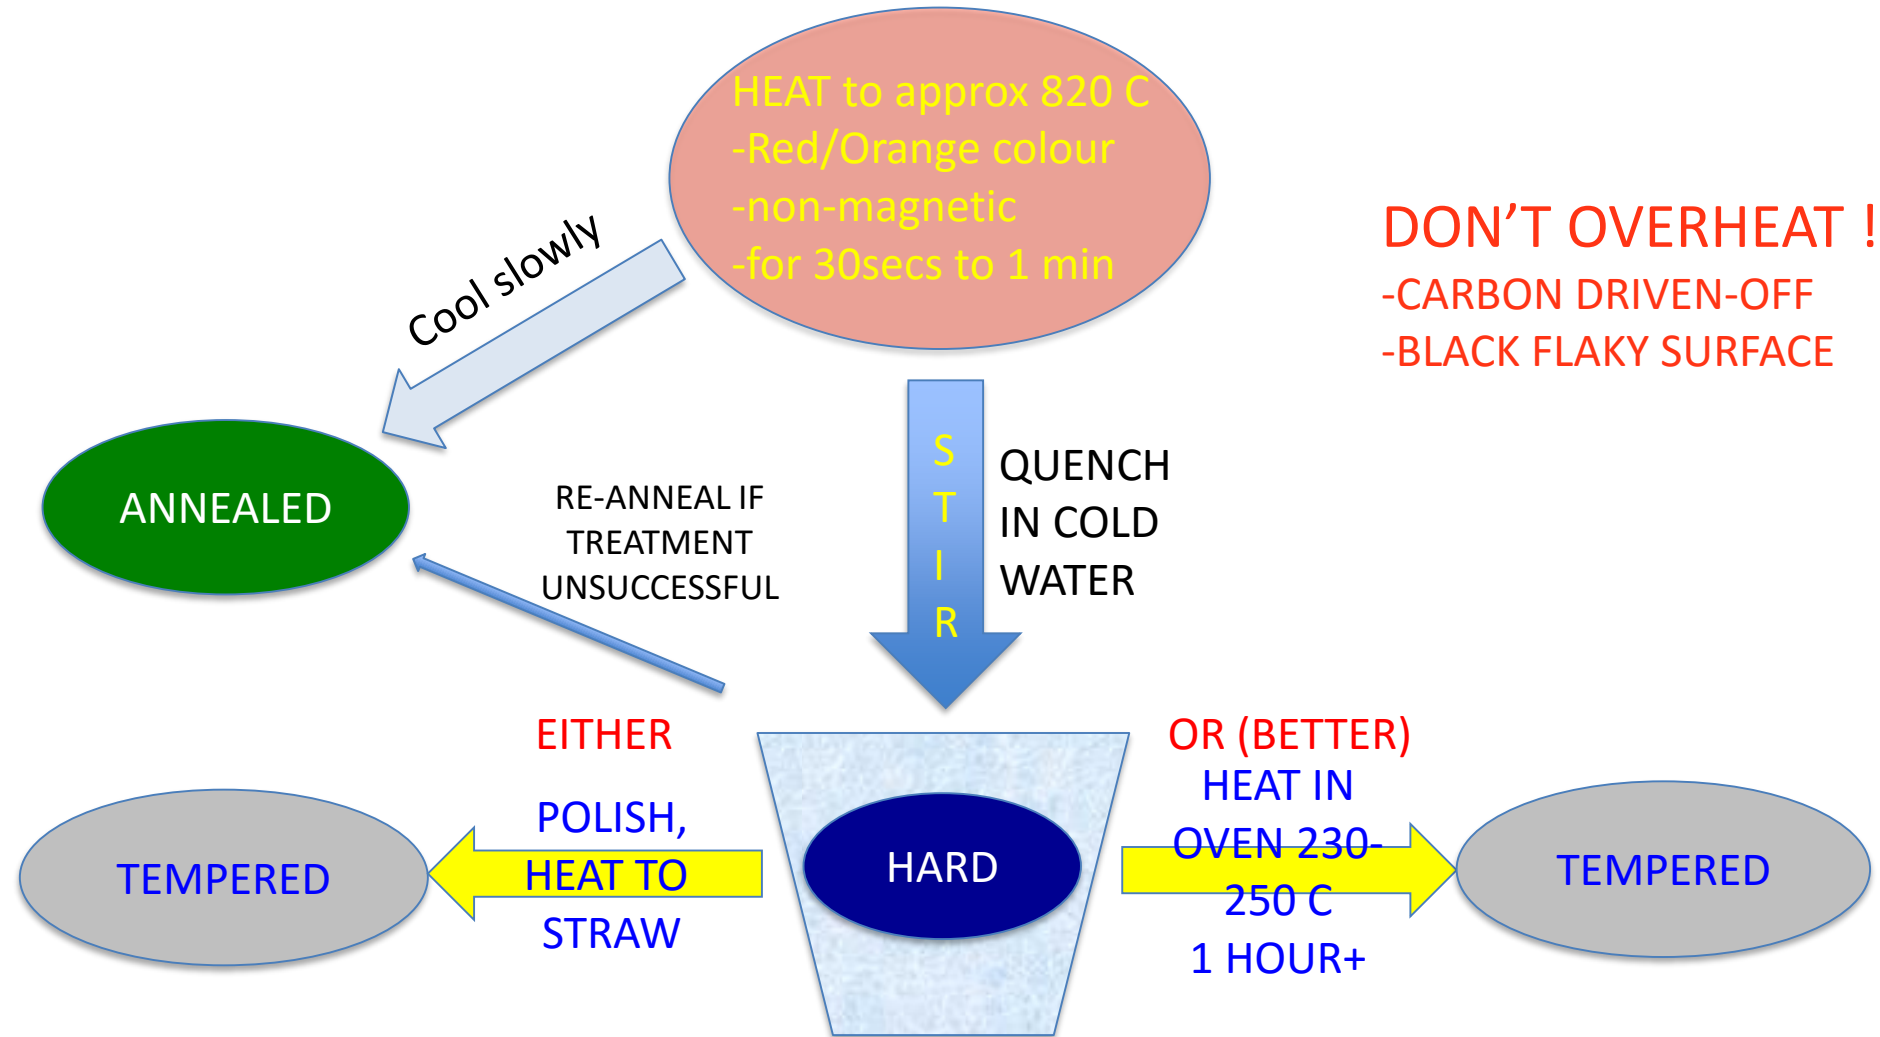 HEAT to approx 820 C
-Red/Orange colour
-non-magnetic
-for 30secs to 1 min
DON’T OVERHEAT !
-CARBON DRIVEN-OFF
-BLACK FLAKY SURFACE
Cool slowly
ANNEALED
RE-ANNEAL IF
TREATMENT
UNSUCCESSFUL
S
T
I
R
QUENCH
IN COLD
WATER
EITHER
POLISH,
HEAT TO
STRAW
TEMPERED
HARD
OR (BETTER)
HEAT IN
OVEN 230-
250 C
1 HOUR+
TEMPERED